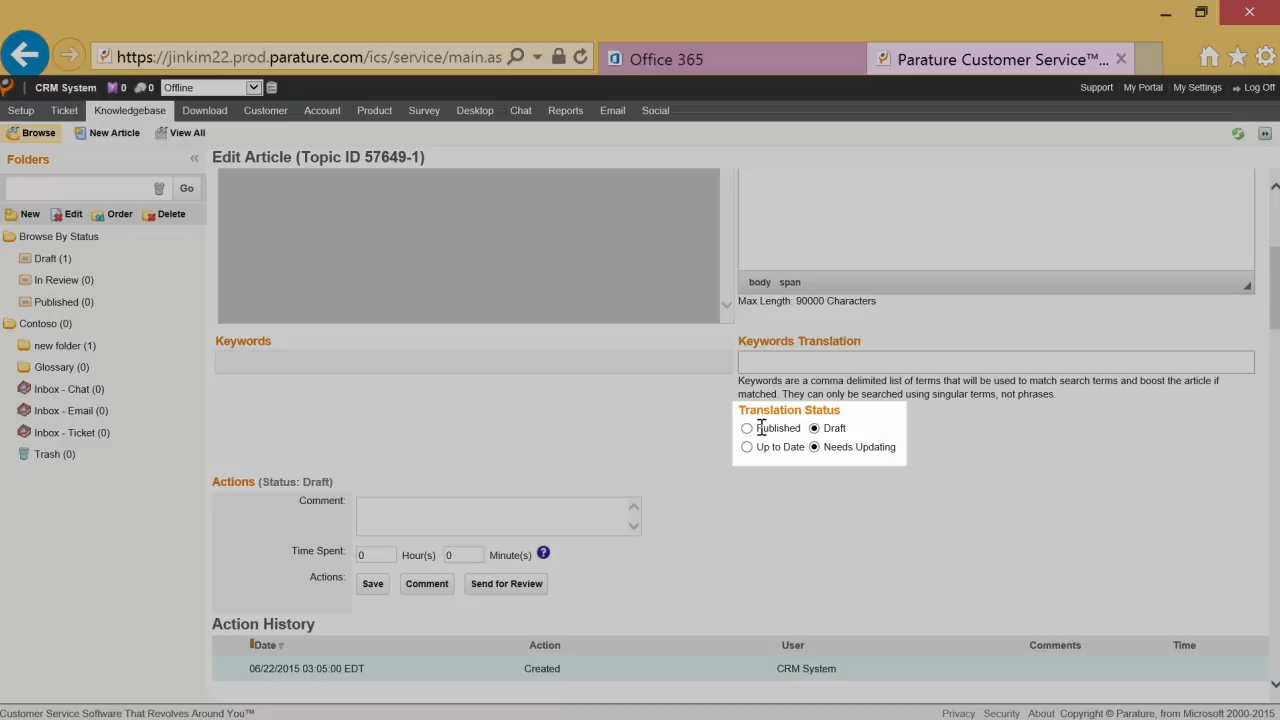 https://jinkim22.prod.parature.com/ics/service/main.as
Office 365
Parature Customer Service™...
CRM System
0
0
Offline
Support
My Portal
My Settings
Log Off
Setup
Ticket
Knowledgebase
Download
Customer
Account
Product
Survey
Desktop
Chat
Reports
Email
Social
Browse
New Article
View All
Folders
Edit Article (Topic ID 57649-1)
Go
New
Edit
Order
Delete
Browse By Status
Draft (1)
In Review (0)
Published (0)
Contoso (0)
new folder (1)
Glossary (0)
Inbox - Chat (0)
Inbox - Email (0)
Inbox - Ticket (0)
Trash (0)
body span
Max Length: 90000 Characters
Keywords
Keywords Translation
Keywords are a comma delimited list of terms that will be used to match search terms and boost the article if
matched. They can only be searched using singular terms, not phrases.
Translation Status
Published
Draft
Up to Date
Needs Updating
Actions (Status: Draft)
Comment:
Time Spent:
0
Hour(s)
0
Minute(s)
?
Actions:
Save
Comment
Send for Review
Action History
Date
Action
User
Comments
Time
06/22/2015 03:05:00 EDT
Created
CRM System
Customer Service Software That Revolves Around You™
Privacy
Security
About
Copyright © Parature, from Microsoft 2000-2015